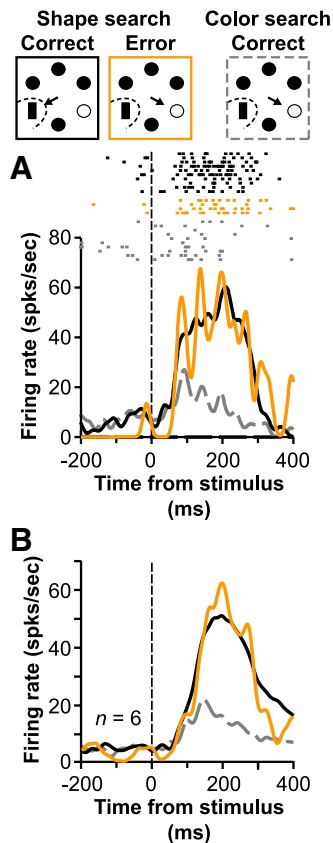 Shape search Color search
Correct Error Correct
A
80
60
40
20
0
Firing rate (spks/sec)
-200 0 200 400
Time from stimulus
(ms)
B
60
40
20
0
Firing rate (spks/sec)
n = 6
-200 0 200 400
Time from stimulus
(ms)